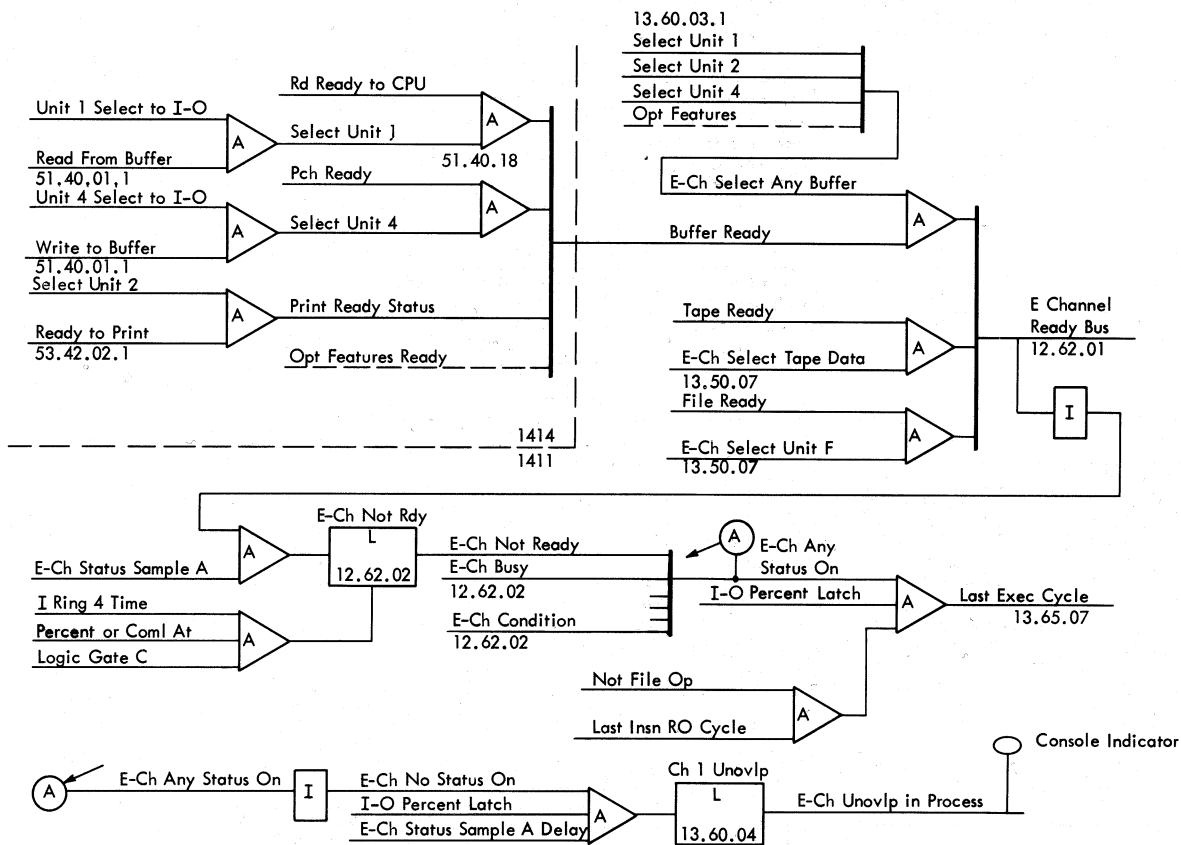 13.60.03.1
Select Unit 1
Select Unit 2
Select Unit 4
Opt Features
Rd Ready to CPU
Unit 1 Select to I-O
A
A
Select Unit 1
Read From Buffer
51.40.01.1
51.40.18
Pch Ready
Unit 4 Select to I-O
A
A
Select Unit 4
Write to Buffer
51.40.01.1
Select Unit 2
A
Print Ready Status
Ready to Print
53.42.02.1
Opt Features Ready
E-Ch Select Any Buffer
A
Buffer Ready
Tape Ready
A
E-Ch Select Tape Data
13.50.07
File Ready
A
E-Ch Select Unit F
13.50.07
E Channel
Ready Bus
12.62.01
I
1414
1411
E-Ch Not Rdy
A
L
12.62.02
E-Ch Status Sample A
I Ring 4 Time
Percent or Coml At
A
Logic Gate C
E-Ch Not Ready
E-Ch Busy
12.62.02
E-Ch Condition
12.62.02
A
E-Ch Any
Status On
I-O Percent Latch
A
Last Exec Cycle
13.65.07
Not File Op
A
Last Insn RO Cycle
Console Indicator
A
E-Ch Any Status On
I
E-Ch No Status On
I-O Percent Latch
E-Ch Status Sample A Delay
A
Ch 1 Unovlp
L
13.60.04
E-Ch Unovlp in Process